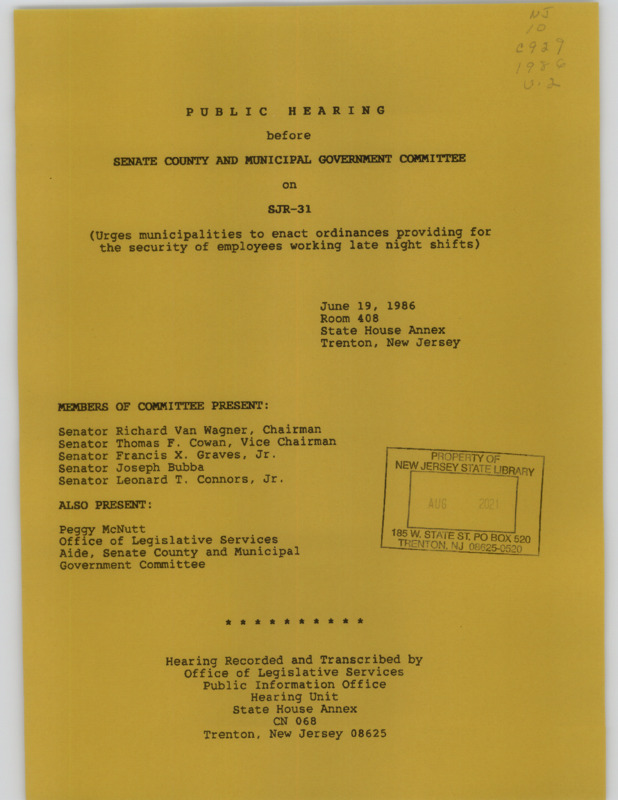 NJ
10
C929
1986
v.2
PUBLIC HEARING
before
SENATE COUNTY AND MUNICIPAL GOVERNMENT COMMITTEE
on
SJR-31
(Urges municipalities to enact ordinances providing for
the security of employees working late night shifts)
June 19, 1986
Room 408
State House Annex
Trenton, New Jersey
MEMBERS OF COMMITTEE PRESENT:
Senator Richard Van Wagner, Chairman
Senator Thomas F. Cowan, Vice Chairman
Senator Francis X. Graves, Jr.
Senator Joseph Bubba
Senator Leonard T. Connors, Jr.
ALSO PRESENT:
Peggy McNutt
Office of Legislative Services
Aide, Senate County and Municipal
Government Committee
PROPERTY OF
NEW JERSEY STATE LIBRARY
AUG 2021
185 W. STATE ST. PO BOX 520
TRENTON, NJ 08625-0520
* * * * * * * * * *
Hearing Recorded and Transcribed by
Office of Legislative Services
Public Information Office
Hearing Unit
State House Annex
CN 068
Trenton, New Jersey 08625